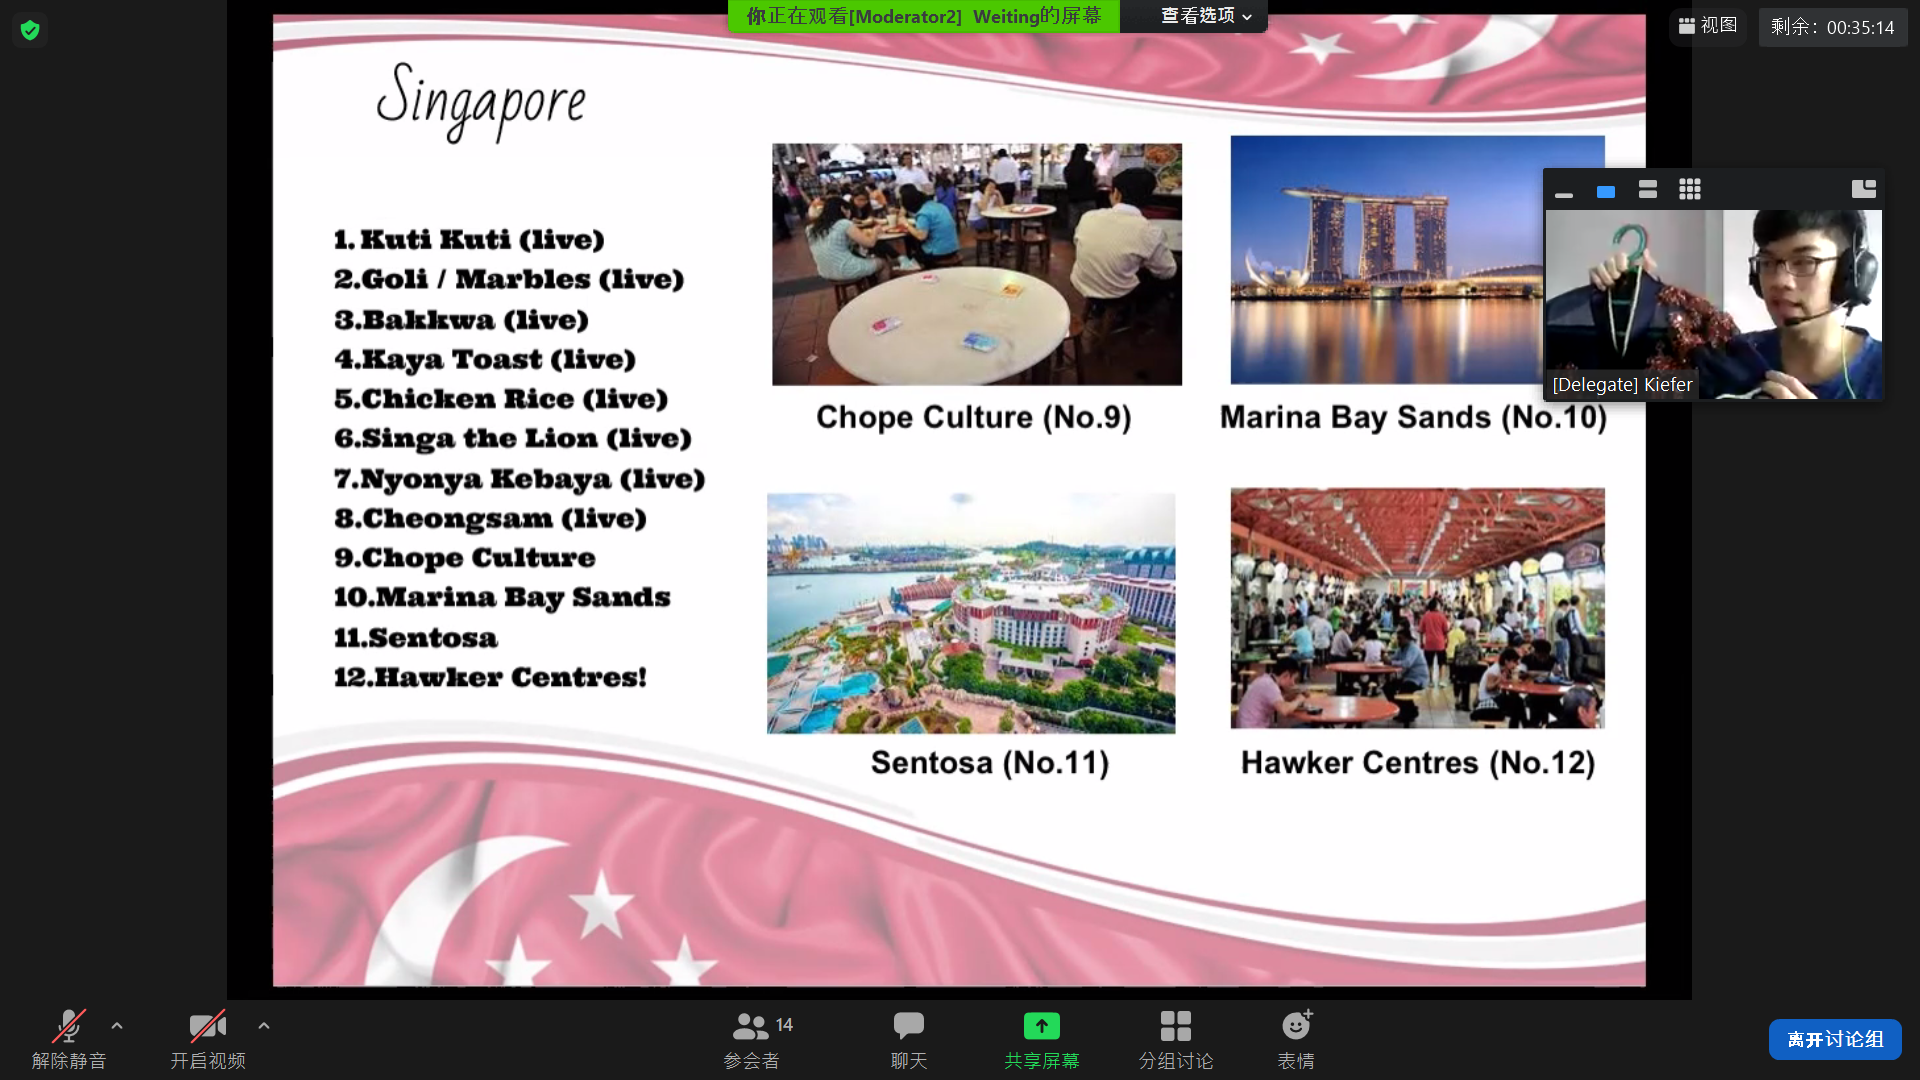 你正在观看[Moderator2] Weiting的屏幕
查看选项
视图
剩余: 00:35:14
Singapore
1. Kuti Kuti (live)
2.Goli / Marbles (live)
3.Bakkwa (live)
4.Kaya Toast (live)
5.Chicken Rice (live)
6.Singa the Lion (live)
7.Nyonya Kebaya (live)
8.Cheongsam (live)
9.Chope Culture
10.Marina Bay Sands
11.Sentosa
12.Hawker Centres!
Chope Culture (No.9)
Marina Bay Sands (No.10)
Sentosa (No.11)
Hawker Centres (No.12)
[Delegate] Kiefer
解除静音
开启视频
14
参会者
聊天
共享屏幕
分组讨论
表情
离开讨论组